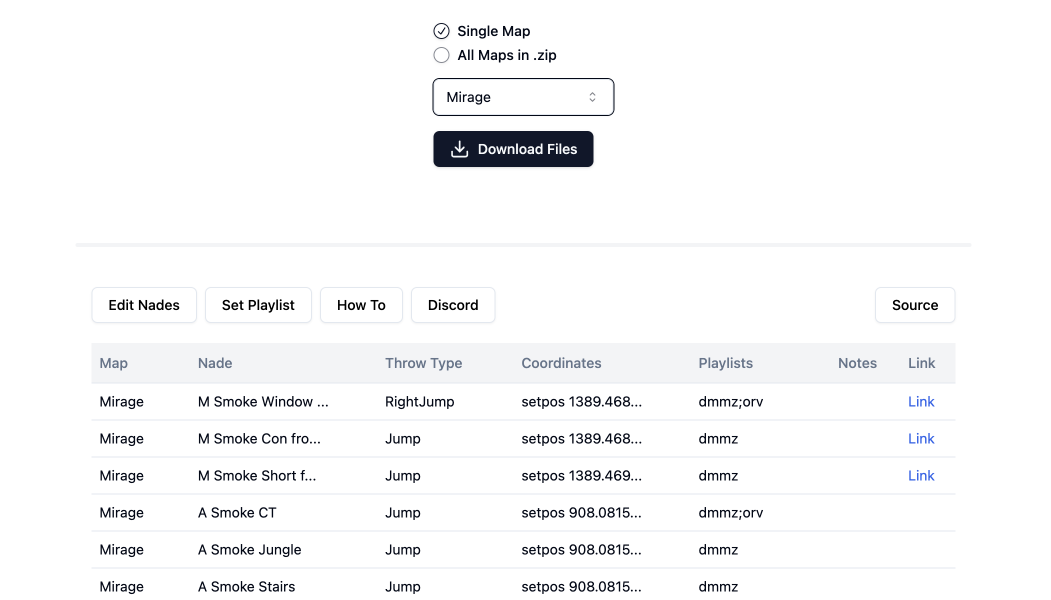 Single Map
All Maps in .zip
Mirage
Download Files
Edit Nades Set Playlist How To Discord Source
Map Nade Throw Type Coordinates Playlists Notes Link
Mirage M Smoke Window ... RightJump setpos 1389.468... dmmz;orv Link
Mirage M Smoke Con fro... Jump setpos 1389.468... dmmz Link
Mirage M Smoke Short f... Jump setpos 1389.469... dmmz Link
Mirage A Smoke CT Jump setpos 908.0815... dmmz;orv
Mirage A Smoke Jungle Jump setpos 908.0815... dmmz
Mirage A Smoke Stairs Jump setpos 908.0815... dmmz